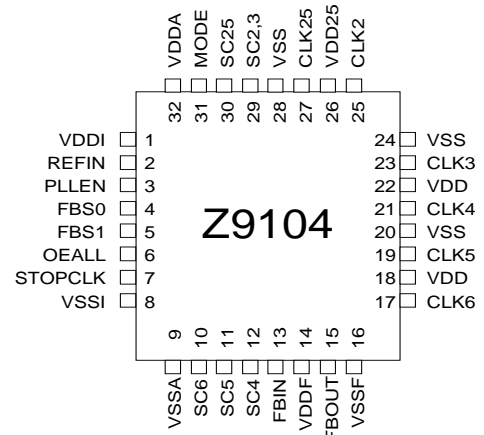 VDDA
MODE
SC25
SC2,3
VSS
CLK25
VDD25
CLK2
32
31
30
29
28
27
26
25
VDDI 1
REFIN 2
PLLEN 3
FBS0 4
FBS1 5
OEALL 6
STOPCLK 7
VSSI 8
Z9104
24 VSS
23 CLK3
22 VDD
21 CLK4
20 VSS
19 CLK5
18 VDD
17 CLK6
9
10
11
12
13
14
15
16
VSSA
SC6
SC5
SC4
FBIN
VDDF
FBOUT
VSSF